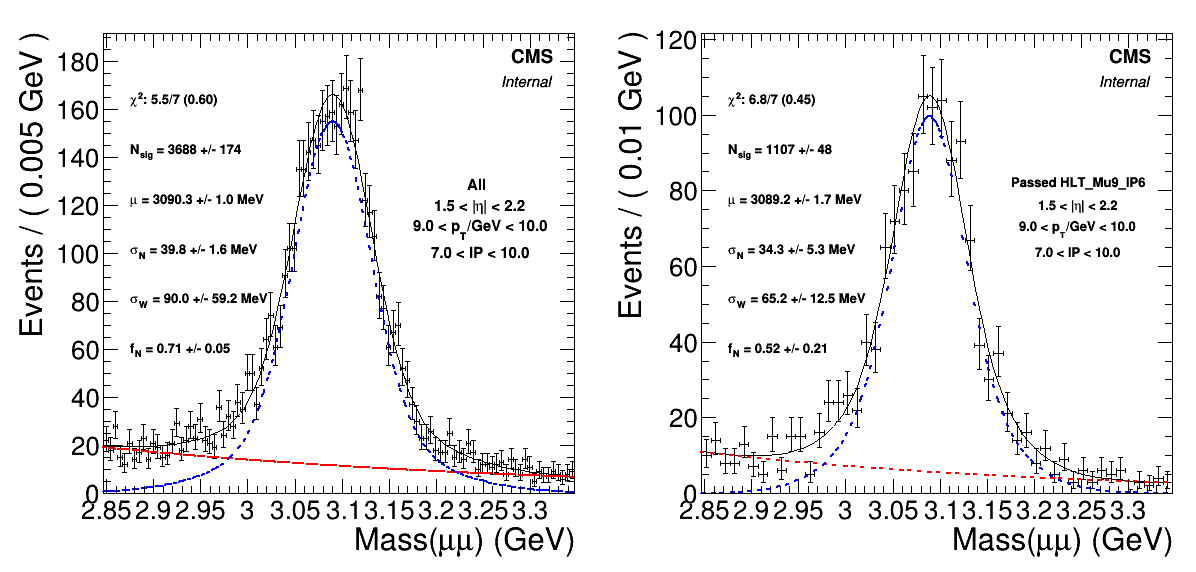 CMS
Internal
χ²: 5.5/7 (0.60)
N_sig = 3688 +/- 174
μ = 3090.3 +/- 1.0 MeV
σ_N = 39.8 +/- 1.6 MeV
σ_W = 90.0 +/- 59.2 MeV
f_N = 0.71 +/- 0.05
All
1.5 < |η| < 2.2
9.0 < p_T/GeV < 10.0
7.0 < IP < 10.0
Events / ( 0.005 GeV )
180
160
140
120
100
80
60
40
20
0
2.85 2.9 2.95 3 3.05 3.1 3.15 3.2 3.25 3.3
Mass(μμ) (GeV)
CMS
Internal
χ²: 6.8/7 (0.45)
N_sig = 1107 +/- 48
μ = 3089.2 +/- 1.7 MeV
σ_N = 34.3 +/- 5.3 MeV
σ_W = 65.2 +/- 12.5 MeV
f_N = 0.52 +/- 0.21
Passed HLT_Mu9_IP6
1.5 < |η| < 2.2
9.0 < p_T/GeV < 10.0
7.0 < IP < 10.0
Events / ( 0.01 GeV )
120
100
80
60
40
20
0
2.85 2.9 2.95 3 3.05 3.1 3.15 3.2 3.25 3.3
Mass(μμ) (GeV)